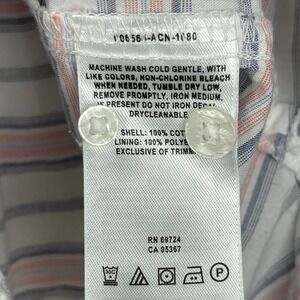 MACHINE WASH COLD GENTLE, WITH
LIKE COLORS, NON-CHLORINE BLEACH
WHEN NEEDED, TUMBLE DRY LOW,
REMOVE PROMPTLY, IRON MEDIUM,
IF PRESENT DO NOT IRON DECAL
DRYCLEANABLE
SHELL: 100% COT
LINING: 100% POLYE
EXCLUSIVE OF TRIMM
RN 69724
CA 05367
P